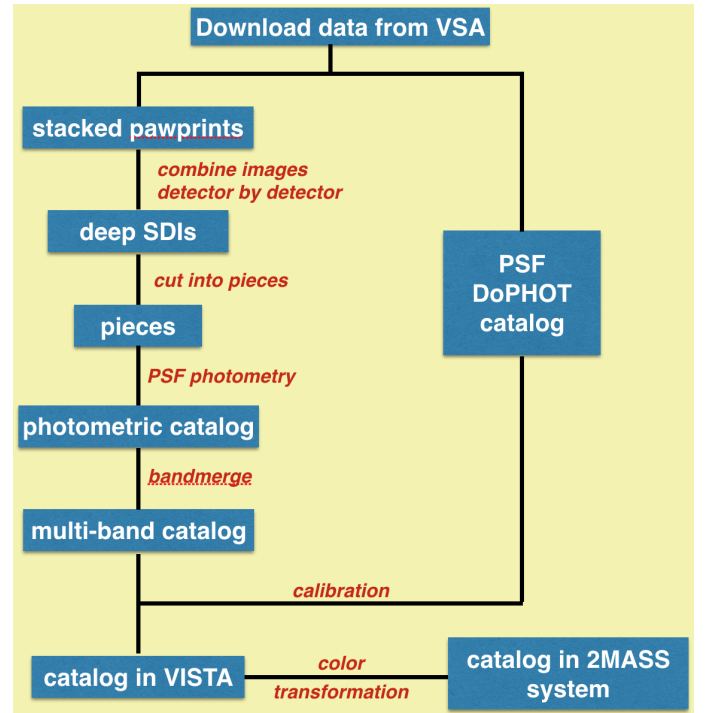 Download data from VSA
stacked pawprints
combine images
detector by detector
deep SDIs
cut into pieces
pieces
PSF photometry
photometric catalog
bandmerge
multi-band catalog
PSF
DoPHOT
catalog
calibration
catalog in VISTA
color
transformation
catalog in 2MASS
system